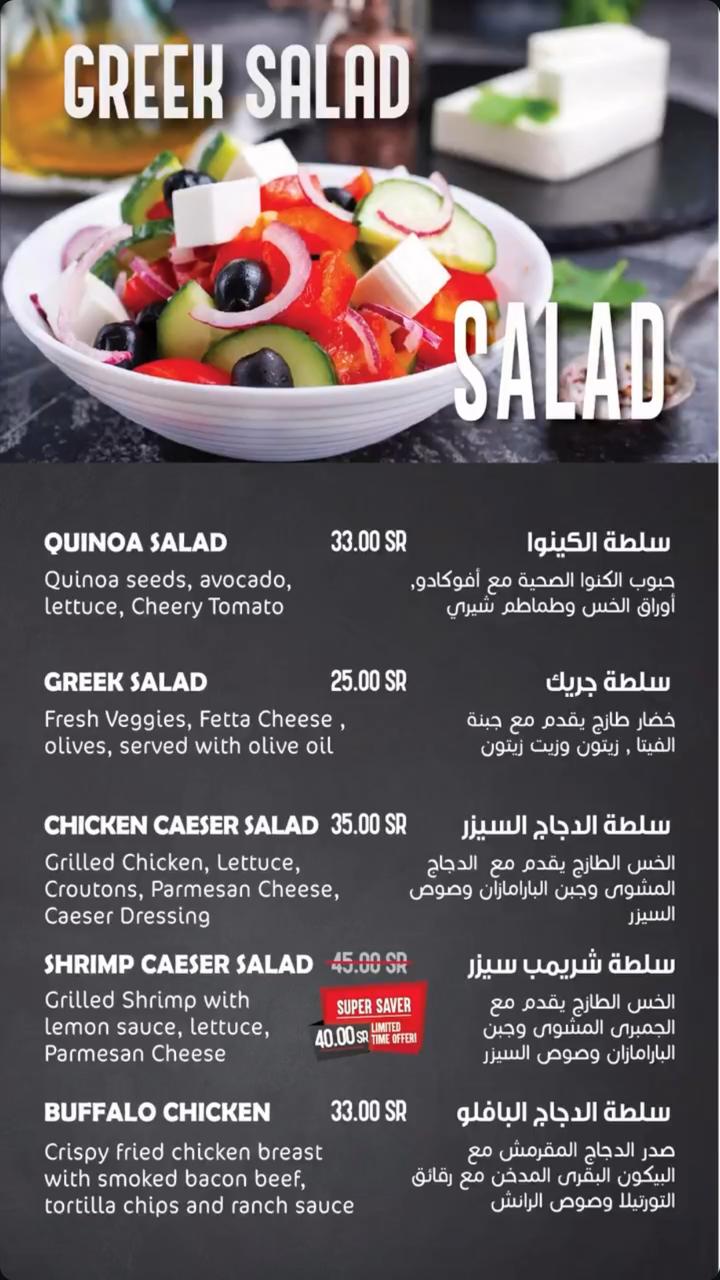 GREEK SALAD
SALAD
QUINOA SALAD 33.00 SR سلطة الكينوا
Quinoa seeds, avocado,
lettuce, Cheery Tomato
حبوب الكنوا الصحية مع أفوكادو,
أوراق الخس وطماطم شيري
GREEK SALAD 25.00 SR سلطة جريك
Fresh Veggies, Fetta Cheese ,
olives, served with olive oil
خضار طازج يقدم مع جبنة
الفيتا , زيتون وزيت زيتون
CHICKEN CAESER SALAD 35.00 SR سلطة الدجاج السيزر
Grilled Chicken, Lettuce,
Croutons, Parmesan Cheese,
Caeser Dressing
الخس الطازج يقدم مع الدجاج
المشوى وجبن البارامازان وصوص
السيزر
SHRIMP CAESER SALAD 45.00 SR سلطة شريمب سيزر
Grilled Shrimp with
lemon sauce, lettuce,
Parmesan Cheese
SUPER SAVER
40.00 SR LIMITED
TIME OFFER!
الخس الطازج يقدم مع
الجمبرى المشوى وجبن
البارامازان وصوص السيزر
BUFFALO CHICKEN 33.00 SR سلطة الدجاج البافلو
Crispy fried chicken breast
with smoked bacon beef,
tortilla chips and ranch sauce
صدر الدجاج المقرمش مع
البيكون البقرى المدخن مع رقائق
التورتيلا وصوص الرانش